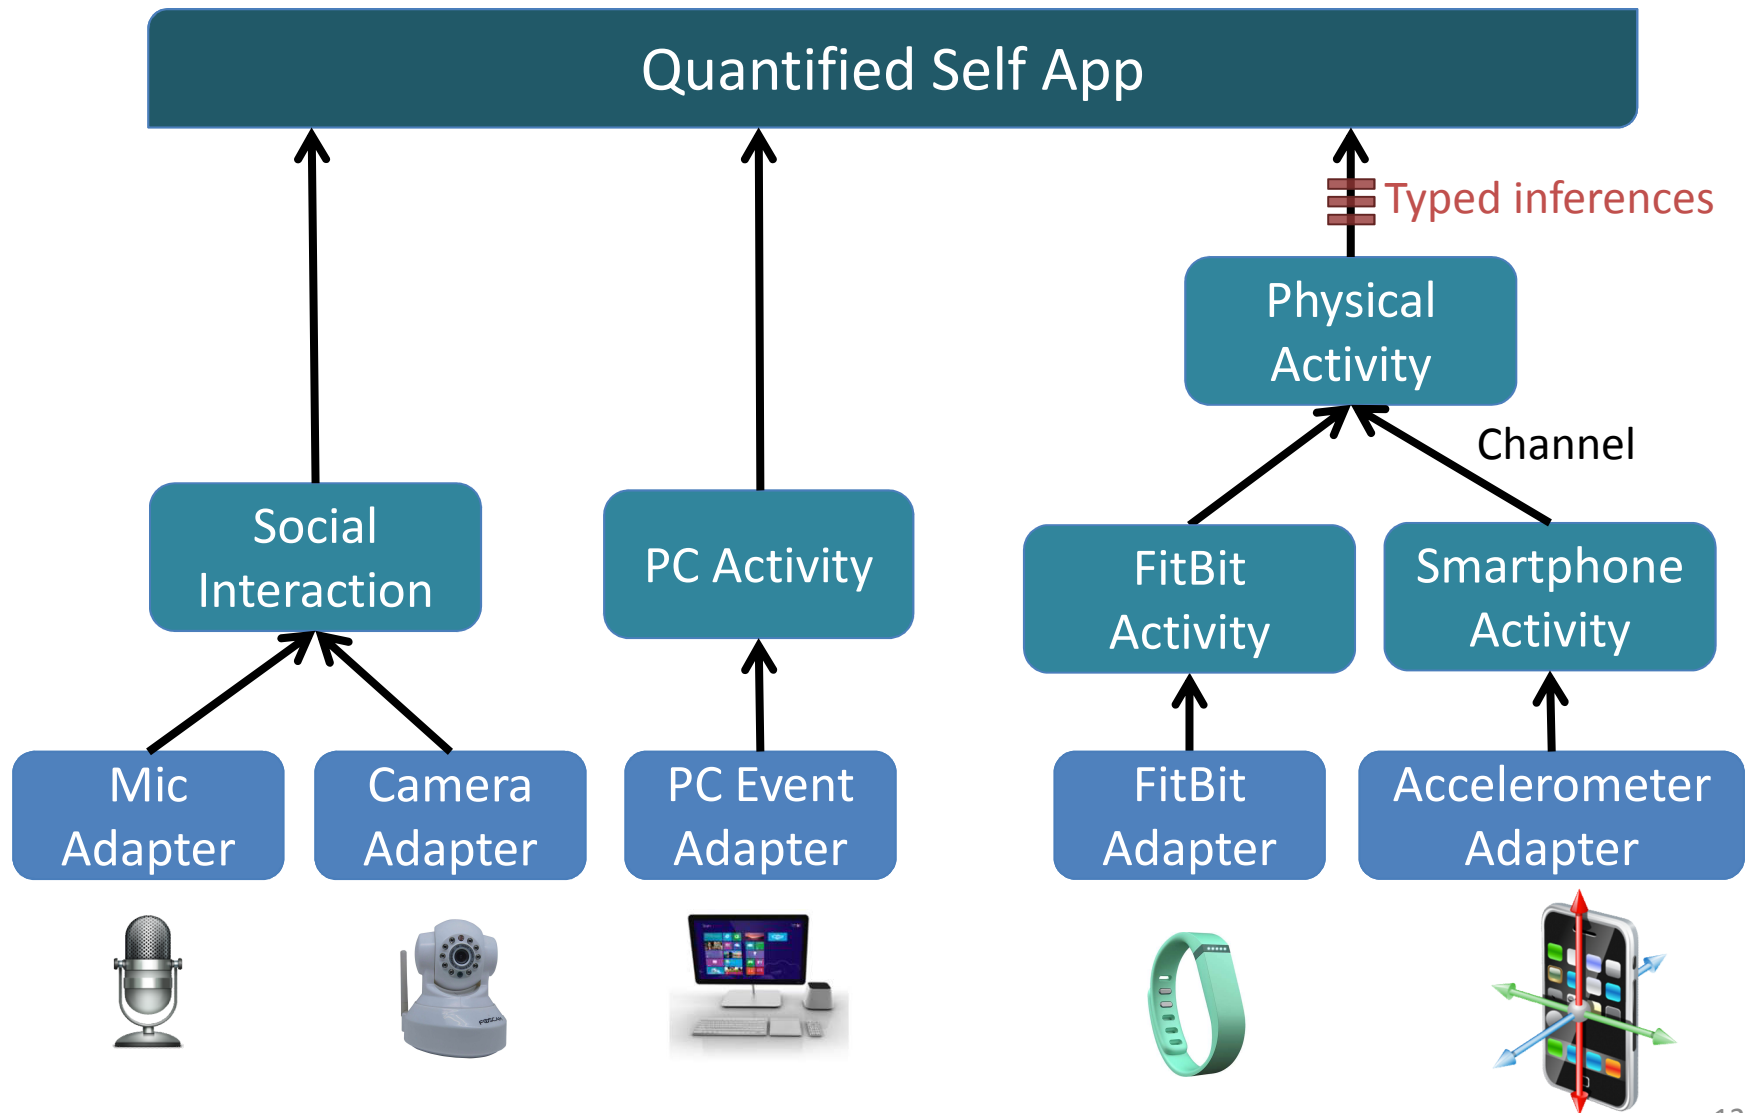 Quantified Self App
Typed inferences
Physical
Activity
Channel
Social
Interaction
PC Activity
FitBit
Activity
Smartphone
Activity
Mic
Adapter
Camera
Adapter
PC Event
Adapter
FitBit
Adapter
Accelerometer
Adapter